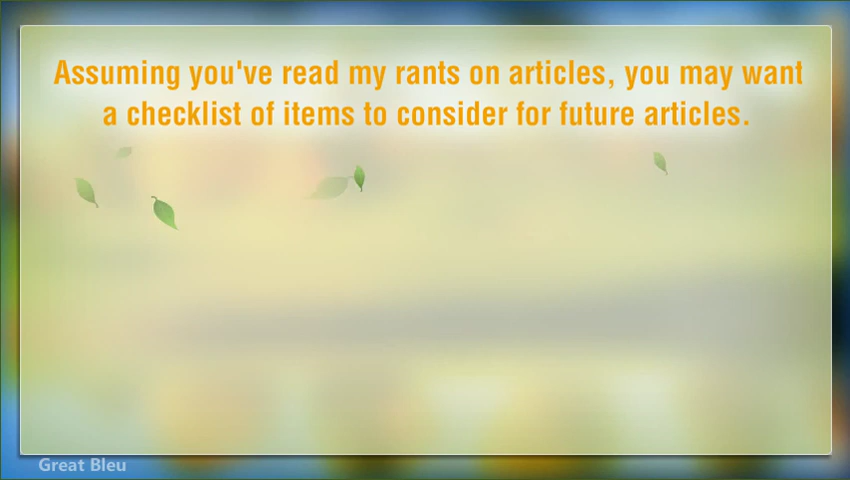 Assuming you've read my rants on articles, you may want
a checklist of items to consider for future articles.
Great Bleu